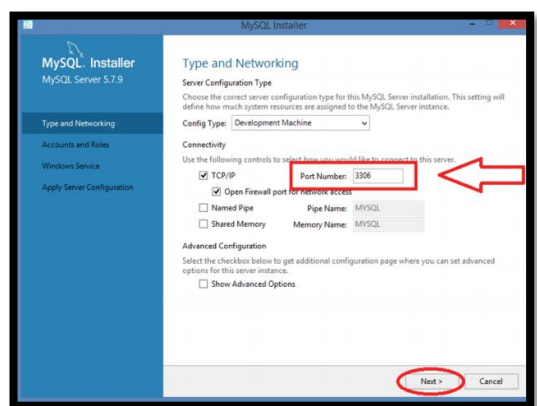 MySQL Installer
MySQL. Installer
MySQL Server 5.7.9
Type and Networking
Accounts and Roles
Windows Service
Apply Server Configuration
Type and Networking
Server Configuration Type
Choose the correct server configuration type for this MySQL Server installation. This setting will
define how much system resources are assigned to the MySQL Server instance.
Config Type: Development Machine
Connectivity
Use the following controls to select how you would like to connect to this server.
TCP/IP Port Number: 3306
Open Firewall port for network access
Named Pipe Pipe Name: MYSQL
Shared Memory Memory Name: MYSQL
Advanced Configuration
Select the checkbox below to get additional configuration page where you can set advanced
options for this server instance.
Show Advanced Options
Next > Cancel